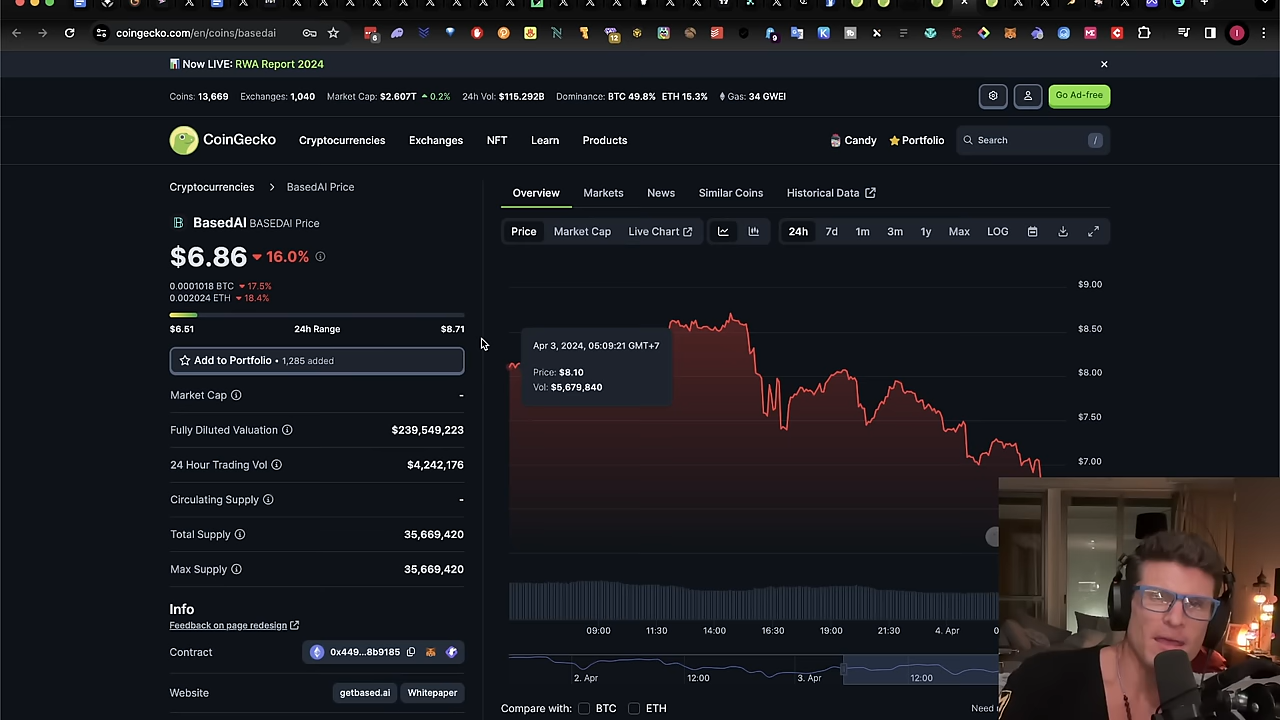 coingecko.com/en/coins/basedai
📊 Now LIVE: RWA Report 2024
Coins: 13,669 Exchanges: 1,040 Market Cap: $2.607T 0.2% 24h Vol: $115.292B Dominance: BTC 49.8% ETH 15.3% Gas: 34 GWEI
Go Ad-free
CoinGecko Cryptocurrencies Exchanges NFT Learn Products Candy Portfolio Search /
Cryptocurrencies > BasedAI Price
BasedAI BASEDAI Price
$6.86 16.0%
0.0001018 BTC 17.5%
0.002024 ETH 18.4%
$6.51 24h Range $8.71
Add to Portfolio • 1,285 added
Market Cap -
Fully Diluted Valuation $239,549,223
24 Hour Trading Vol $4,242,176
Circulating Supply -
Total Supply 35,669,420
Max Supply 35,669,420
Info
Feedback on page redesign
Contract 0x449...8b9185
Website getbased.ai Whitepaper
Overview Markets News Similar Coins Historical Data
Price Market Cap Live Chart 24h 7d 1m 3m 1y Max LOG
$9.00
$8.50
$8.00
$7.50
$7.00
Apr 3, 2024, 05:09:21 GMT+7
Price: $8.10
Vol: $5,679,840
09:00 11:30 14:00 16:30 19:00 21:30 4. Apr
2. Apr 12:00 3. Apr 12:00
Compare with: BTC ETH Need